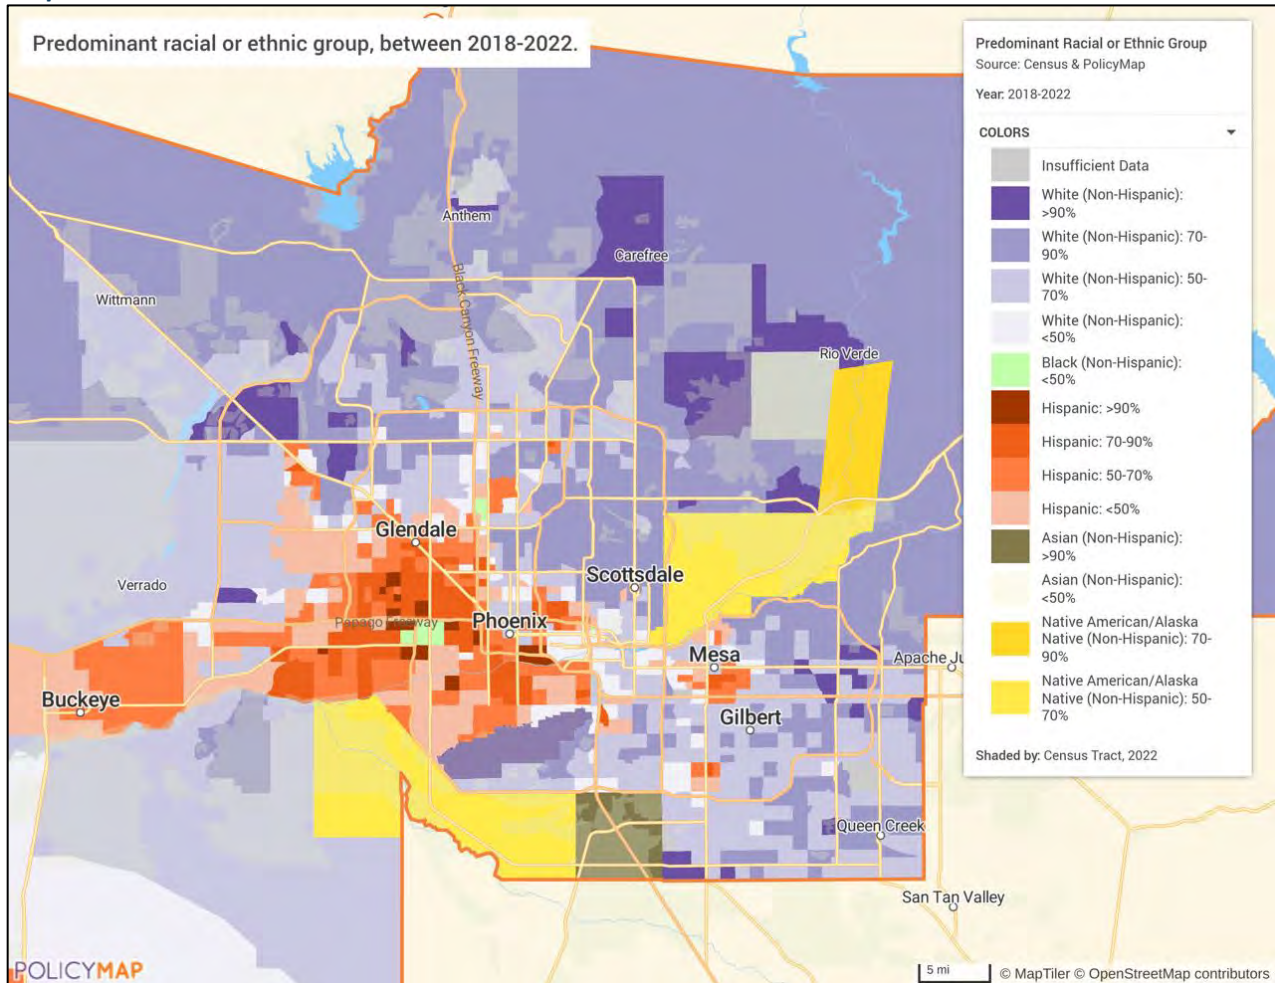 Predominant racial or ethnic group, between 2018-2022.
Predominant Racial or Ethnic Group
Source: Census & PolicyMap
Year: 2018-2022
COLORS
Insufficient Data
White (Non-Hispanic):
>90%
White (Non-Hispanic): 70-
90%
White (Non-Hispanic): 50-
70%
White (Non-Hispanic):
<50%
Black (Non-Hispanic):
<50%
Hispanic: >90%
Hispanic: 70-90%
Hispanic: 50-70%
Hispanic: <50%
Asian (Non-Hispanic):
>90%
Asian (Non-Hispanic):
<50%
Native American/Alaska
Native (Non-Hispanic): 70-
90%
Native American/Alaska
Native (Non-Hispanic): 50-
70%
Shaded by: Census Tract, 2022
Anthem
Carefree
Black Canyon Freeway
Wittmann
Rio Verde
Glendale
Scottsdale
Verrado
Papago Freeway
Phoenix
Mesa
Apache Ju
Buckeye
Gilbert
Queen Creek
San Tan Valley
POLICYMAP
5 mi
© MapTiler © OpenStreetMap contributors